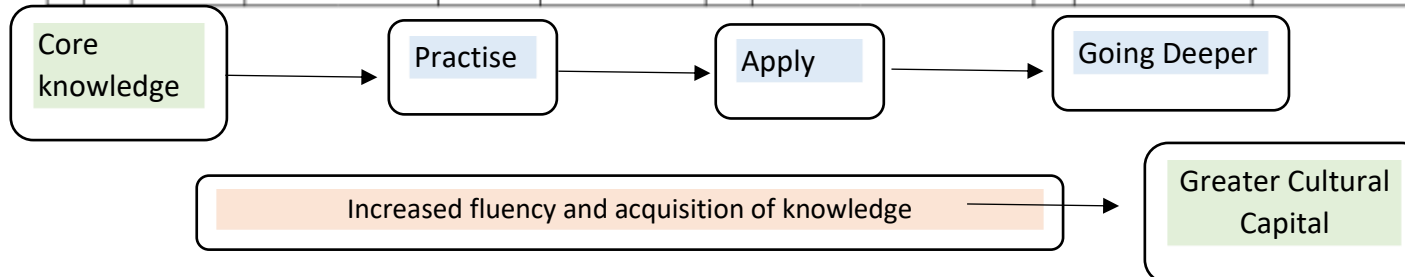 Core
knowledge
Practise
Apply
Going Deeper
Increased fluency and acquisition of knowledge
Greater Cultural
Capital